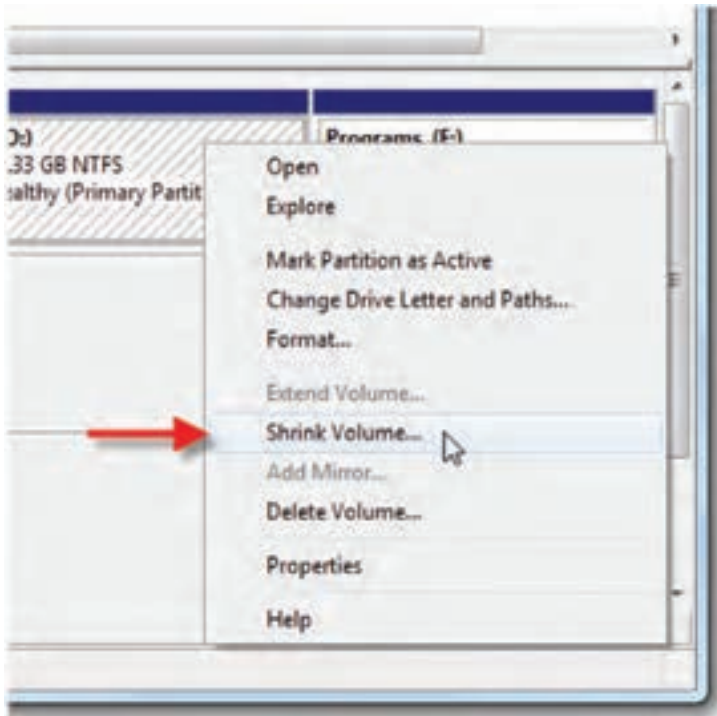 D:)
.33 GB NTFS
ealthy (Primary Partit
Programs (F:)
Open
Explore
Mark Partition as Active
Change Drive Letter and Paths...
Format...
Extend Volume...
Shrink Volume...
Add Mirror...
Delete Volume...
Properties
Help